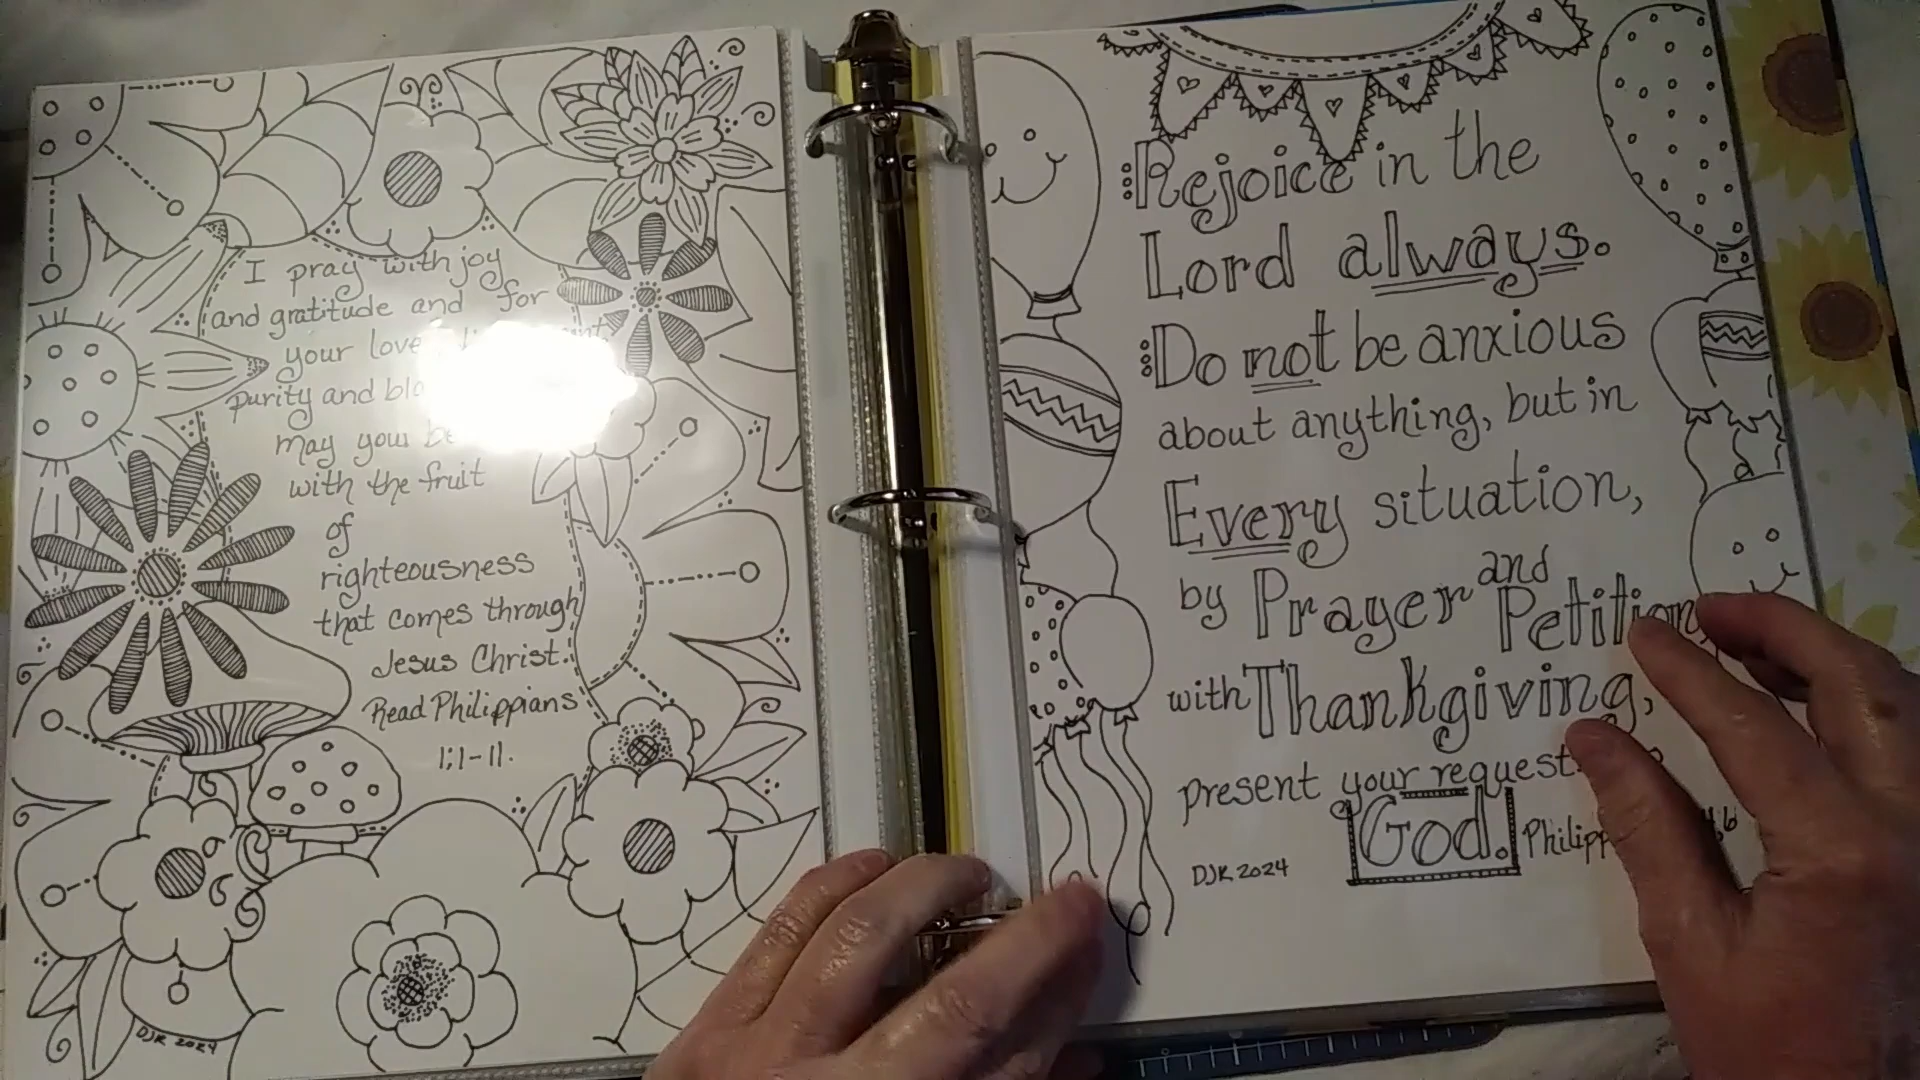 I pray with joy
and gratitude and for
your love
purity and
may you be
with the fruit
of
righteousness
that comes through
Jesus Christ.
Read Philippians
1:1-11.
DJK 2024
Rejoice in the
Lord always.
Do not be anxious
about anything, but in
Every situation,
by Prayer and
Petition,
with Thankgiving,
present your request
God.
DJK 2024